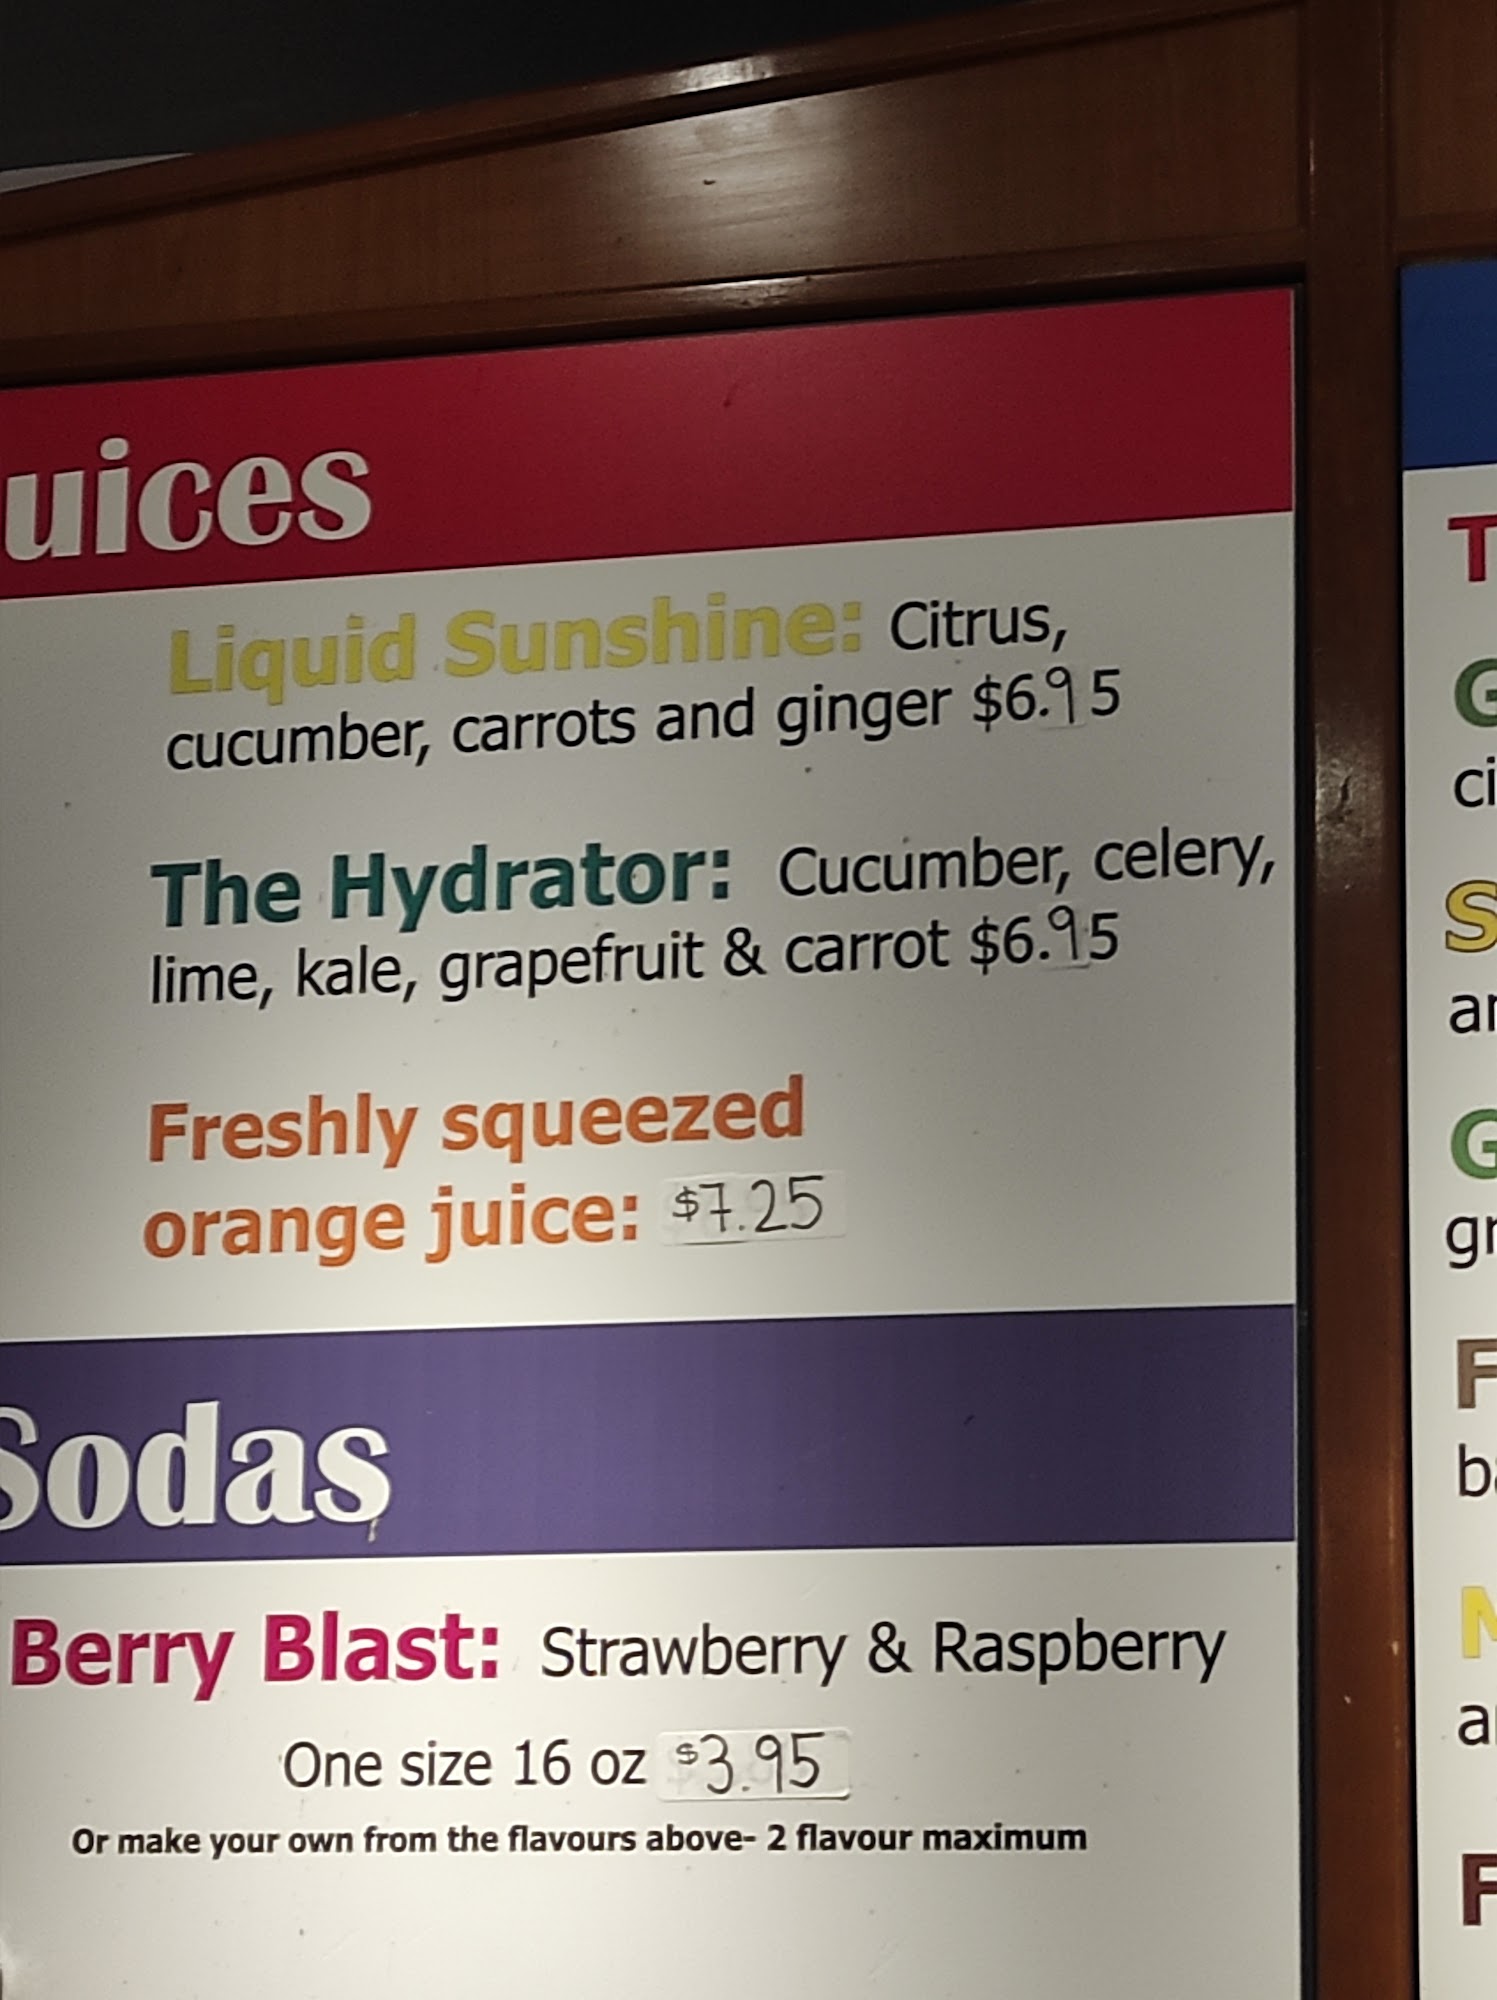 uices
Liquid Sunshine: Citrus,
cucumber, carrots and ginger $6.95
The Hydrator: Cucumber, celery,
lime, kale, grapefruit & carrot $6.95
Freshly squeezed
orange juice: $7.25
Sodas
Berry Blast: Strawberry & Raspberry
One size 16 oz $3.95
Or make your own from the flavours above- 2 flavour maximum